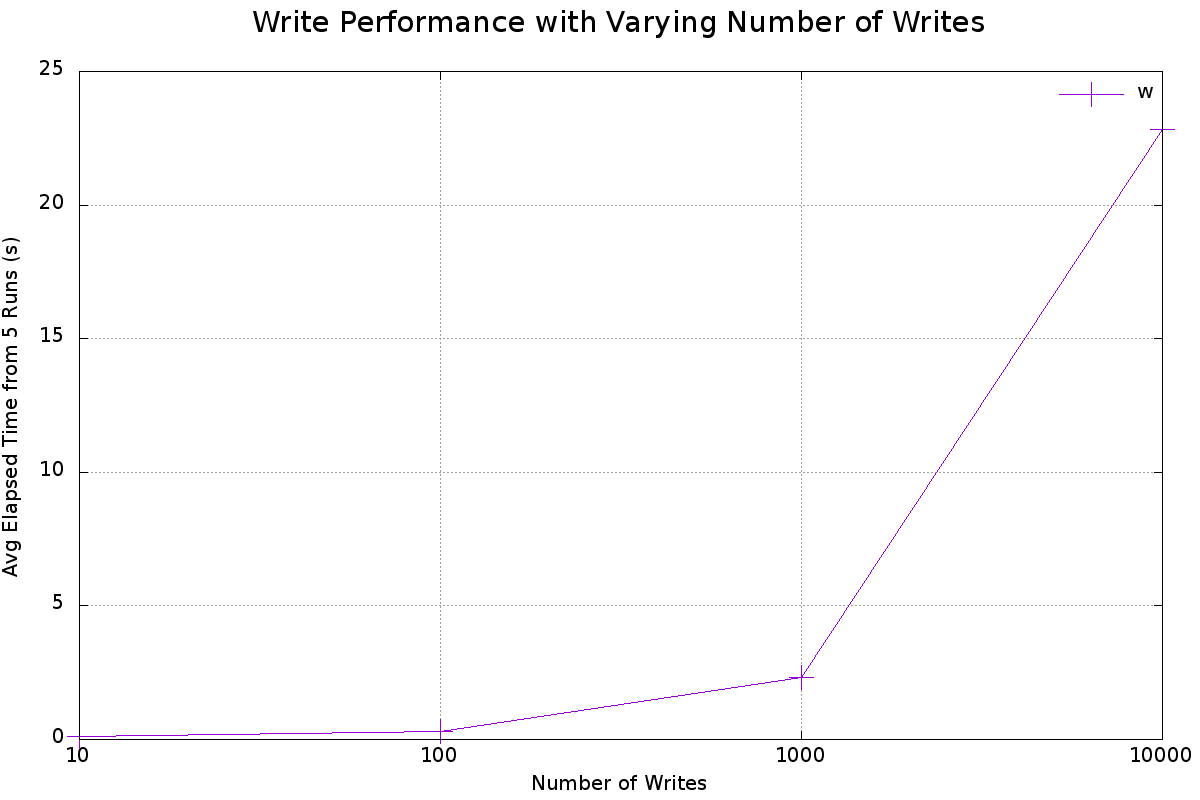 Write Performance with Varying Number of Writes
25
w
20
15
10
5
0
10
100
1000
10000
Avg Elapsed Time from 5 Runs (s)
Number of Writes